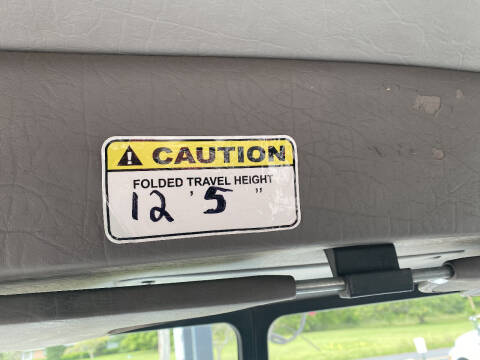 CAUTION
FOLDED TRAVEL HEIGHT
12 ' 5 "